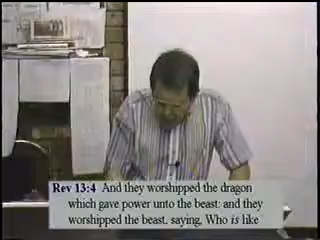 Rev 13:4 And they worshipped the dragon
which gave power unto the beast: and they
worshipped the beast, saying, Who is like